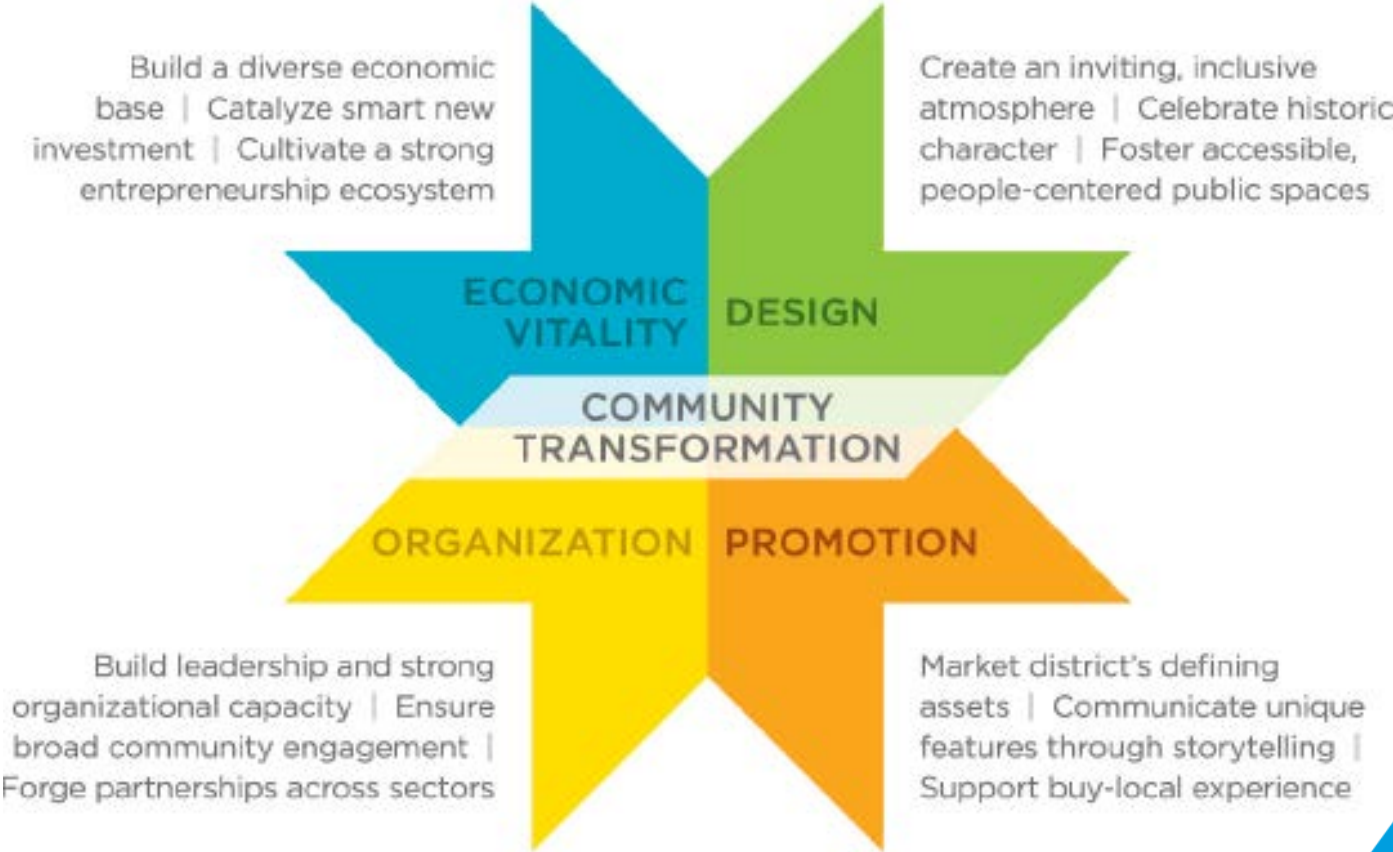 Build a diverse economic
base | Catalyze smart new
investment | Cultivate a strong
entrepreneurship ecosystem
Create an inviting, inclusive
atmosphere | Celebrate historic
character | Foster accessible,
people-centered public spaces
ECONOMIC
VITALITY
DESIGN
COMMUNITY
TRANSFORMATION
ORGANIZATION
PROMOTION
Build leadership and strong
organizational capacity | Ensure
broad community engagement |
Forge partnerships across sectors
Market district's defining
assets | Communicate unique
features through storytelling |
Support buy-local experience